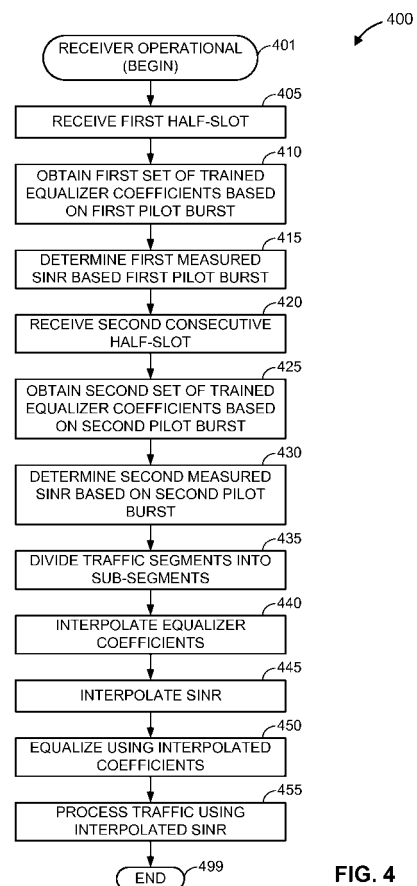 400
RECEIVER OPERATIONAL
(BEGIN)
401
405
RECEIVE FIRST HALF-SLOT
410
OBTAIN FIRST SET OF TRAINED
EQUALIZER COEFFICIENTS BASED
ON FIRST PILOT BURST
415
DETERMINE FIRST MEASURED
SINR BASED FIRST PILOT BURST
420
RECEIVE SECOND CONSECUTIVE
HALF-SLOT
425
OBTAIN SECOND SET OF TRAINED
EQUALIZER COEFFICIENTS BASED
ON SECOND PILOT BURST
430
DETERMINE SECOND MEASURED
SINR BASED ON SECOND PILOT
BURST
435
DIVIDE TRAFFIC SEGMENTS INTO
SUB-SEGMENTS
440
INTERPOLATE EQUALIZER
COEFFICIENTS
445
INTERPOLATE SINR
450
EQUALIZE USING INTERPOLATED
COEFFICIENTS
455
PROCESS TRAFFIC USING
INTERPOLATED SINR
499
END
FIG. 4